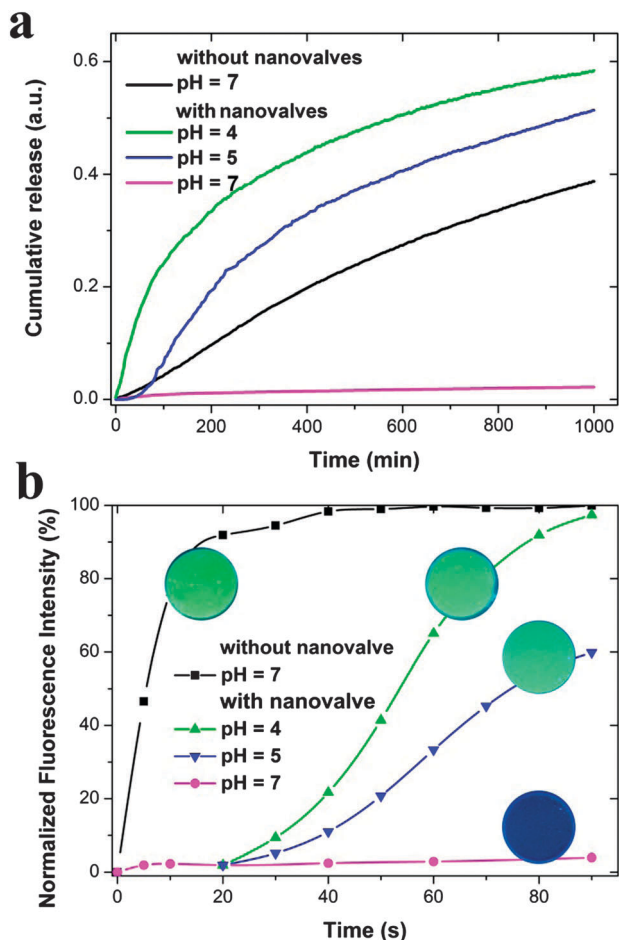 a
Cumulative release (a.u.)
0.6
0.4
0.2
0.0
without nanovalves
pH = 7
with nanovalves
pH = 4
pH = 5
pH = 7
0 200 400 600 800 1000
Time (min)
b
Normalized Fluorescence Intensity (%)
100
80
60
40
20
0
without nanovalve
pH = 7
with nanovalve
pH = 4
pH = 5
pH = 7
0 20 40 60 80
Time (s)